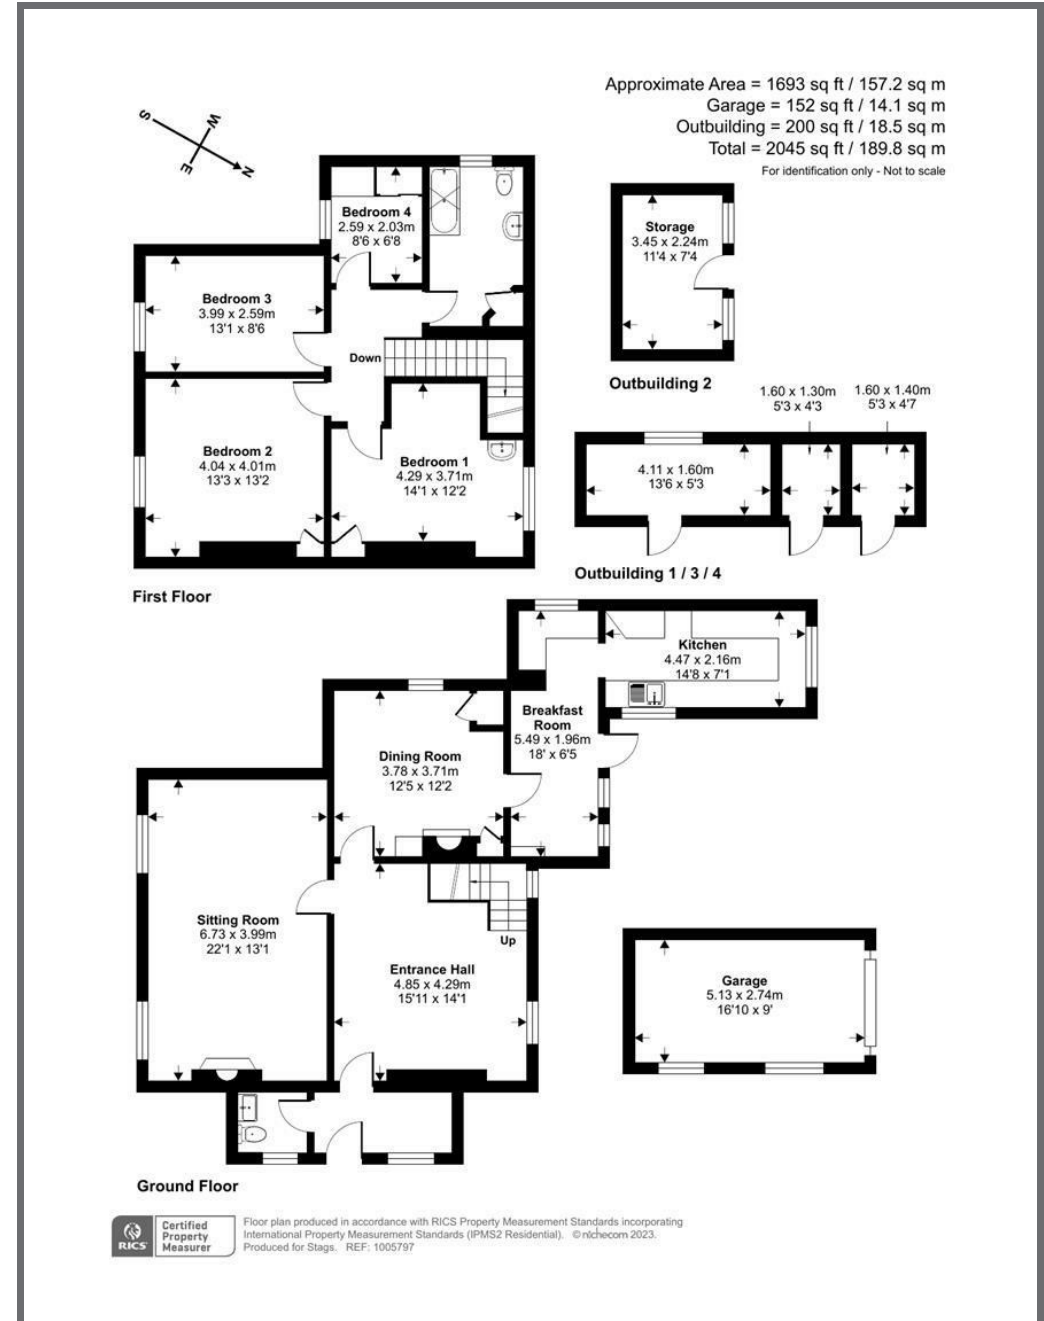 Approximate Area = 1693 sq ft / 157.2 sq m
Garage = 152 sq ft / 14.1 sq m
Outbuilding = 200 sq ft / 18.5 sq m
Total = 2045 sq ft / 189.8 sq m
For identification only - Not to scale
S
W
E
N
Bedroom 4
2.59 x 2.03m
8'6 x 6'8
Bedroom 3
3.99 x 2.59m
13'1 x 8'6
Down
Bedroom 2
4.04 x 4.01m
13'3 x 13'2
Bedroom 1
4.29 x 3.71m
14'1 x 12'2
First Floor
Storage
3.45 x 2.24m
11'4 x 7'4
Outbuilding 2
1.60 x 1.30m
5'3 x 4'3
1.60 x 1.40m
5'3 x 4'7
4.11 x 1.60m
13'6 x 5'3
Outbuilding 1 / 3 / 4
Kitchen
4.47 x 2.16m
14'8 x 7'1
Breakfast
Room
5.49 x 1.96m
18' x 6'5
Dining Room
3.78 x 3.71m
12'5 x 12'2
Sitting Room
6.73 x 3.99m
22'1 x 13'1
Up
Entrance Hall
4.85 x 4.29m
15'11 x 14'1
Garage
5.13 x 2.74m
16'10 x 9'
Ground Floor
RICS
Certified
Property
Measurer
Floor plan produced in accordance with RICS Property Measurement Standards incorporating
International Property Measurement Standards (IPMS2 Residential). © nichecom 2023.
Produced for Stags. REF: 1005797